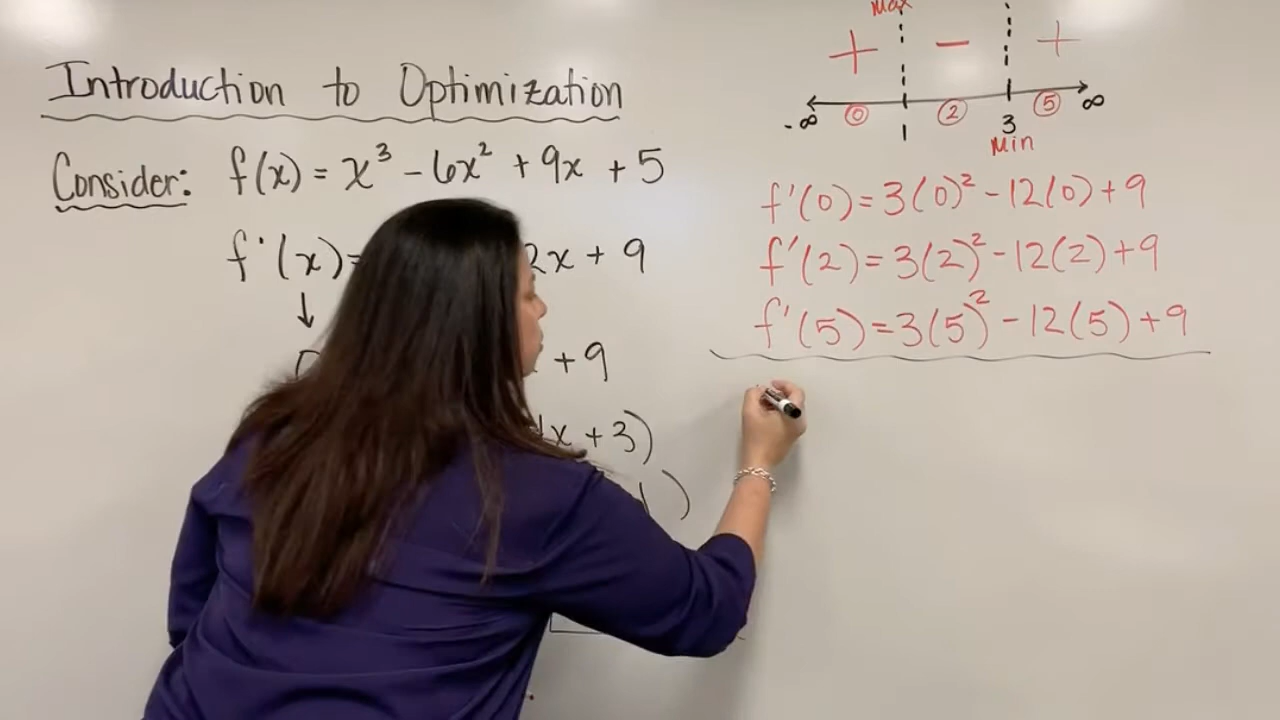 Introduction to Optimization
Consider: f(x) = x³ - 6x² + 9x + 5
f'(x)= 2x + 9
+ 9
x + 3)
)
Max
+ - +
-∞ 0 1 2 3 5 ∞
Min
f'(0)=3(0)²-12(0)+9
f'(2)=3(2)²-12(2)+9
f'(5)=3(5)²-12(5)+9